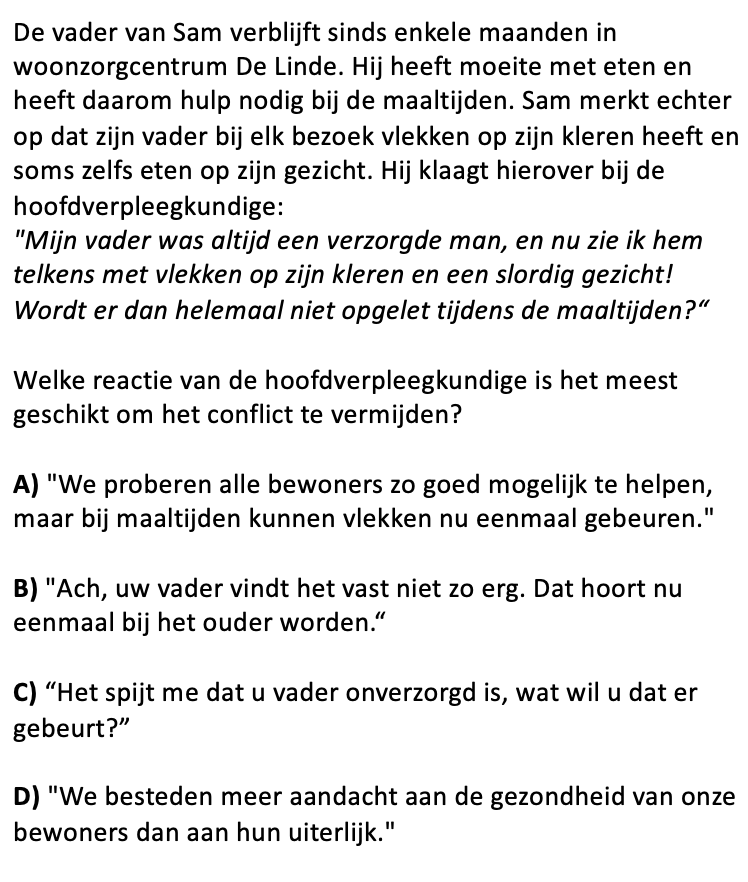 De vader van Sam verblijft sinds enkele maanden in
woonzorgcentrum De Linde. Hij heeft moeite met eten en
heeft daarom hulp nodig bij de maaltijden. Sam merkt echter
op dat zijn vader bij elk bezoek vlekken op zijn kleren heeft en
soms zelfs eten op zijn gezicht. Hij klaagt hierover bij de
hoofdverpleegkundige:
"Mijn vader was altijd een verzorgde man, en nu zie ik hem
telkens met vlekken op zijn kleren en een slordig gezicht!
Wordt er dan helemaal niet opgelet tijdens de maaltijden?“
Welke reactie van de hoofdverpleegkundige is het meest
geschikt om het conflict te vermijden?
A) "We proberen alle bewoners zo goed mogelijk te helpen,
maar bij maaltijden kunnen vlekken nu eenmaal gebeuren."
B) "Ach, uw vader vindt het vast niet zo erg. Dat hoort nu
eenmaal bij het ouder worden.“
C) “Het spijt me dat u vader onverzorgd is, wat wil u dat er
gebeurt?”
D) "We besteden meer aandacht aan de gezondheid van onze
bewoners dan aan hun uiterlijk."